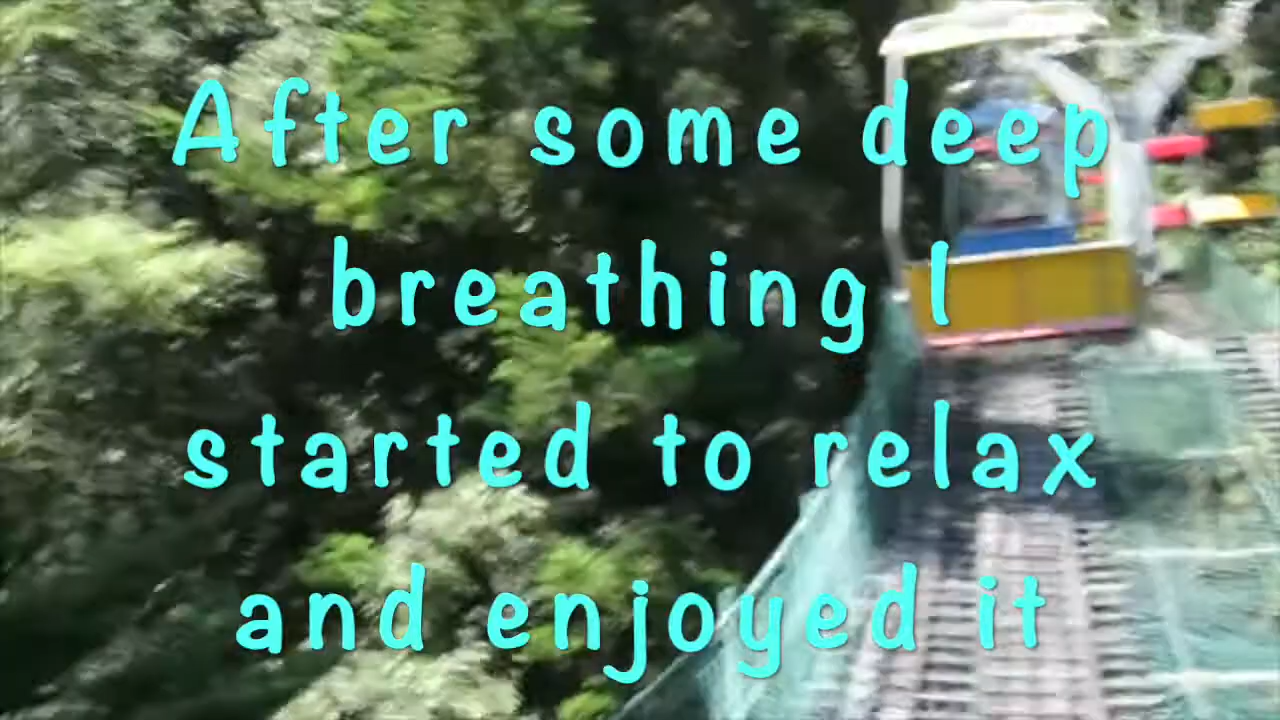 After some deep
breathing I
started to relax
and enjoyed it